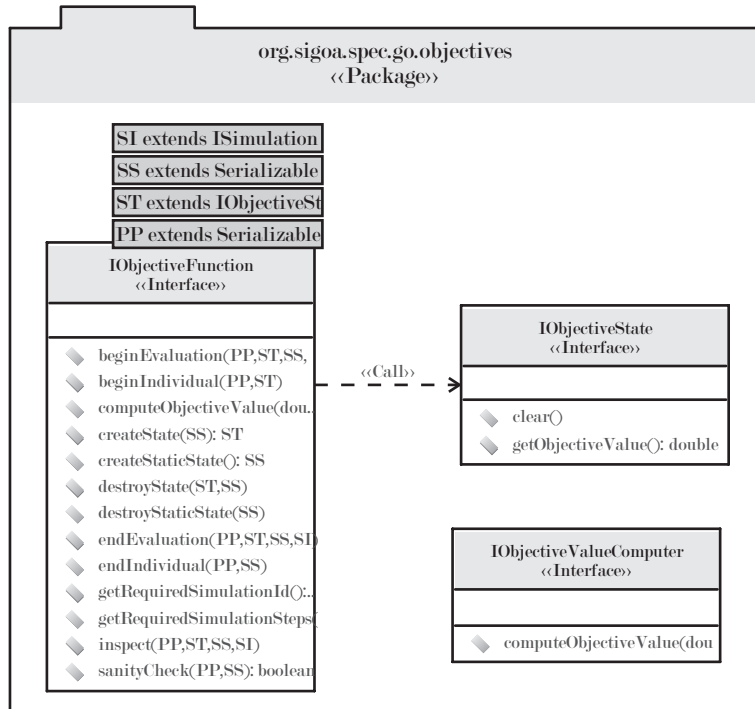 org.sigoa.spec.go.objectives
‹‹Package››
SI extends ISimulation
SS extends Serializable
ST extends IObjectiveSt
PP extends Serializable
IObjectiveFunction
‹‹Interface››
beginEvaluation(PP,ST,SS,
beginIndividual(PP,ST)
computeObjectiveValue(dou..
createState(SS): ST
createStaticState(): SS
destroyState(ST,SS)
destroyStaticState(SS)
endEvaluation(PP,ST,SS,SI)
endIndividual(PP,SS)
getRequiredSimulationId():..
getRequiredSimulationSteps(
inspect(PP,ST,SS,SI)
sanityCheck(PP,SS): boolean
‹‹Call››
IObjectiveState
‹‹Interface››
clear()
getObjectiveValue(): double
IObjectiveValueComputer
‹‹Interface››
computeObjectiveValue(dou